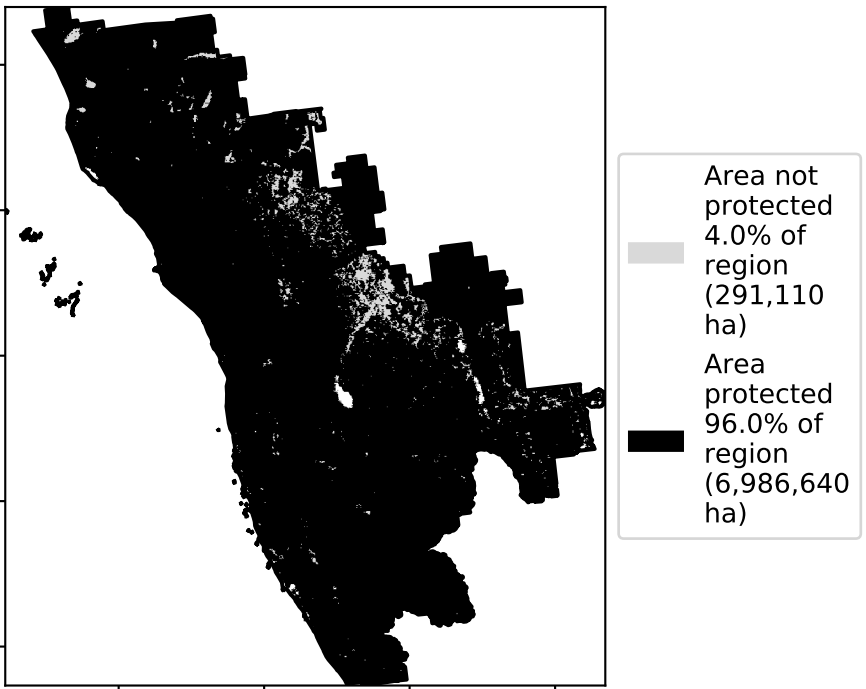 Area not
protected
4.0% of
region
(291,110
ha)
Area
protected
96.0% of
region
(6,986,640
ha)